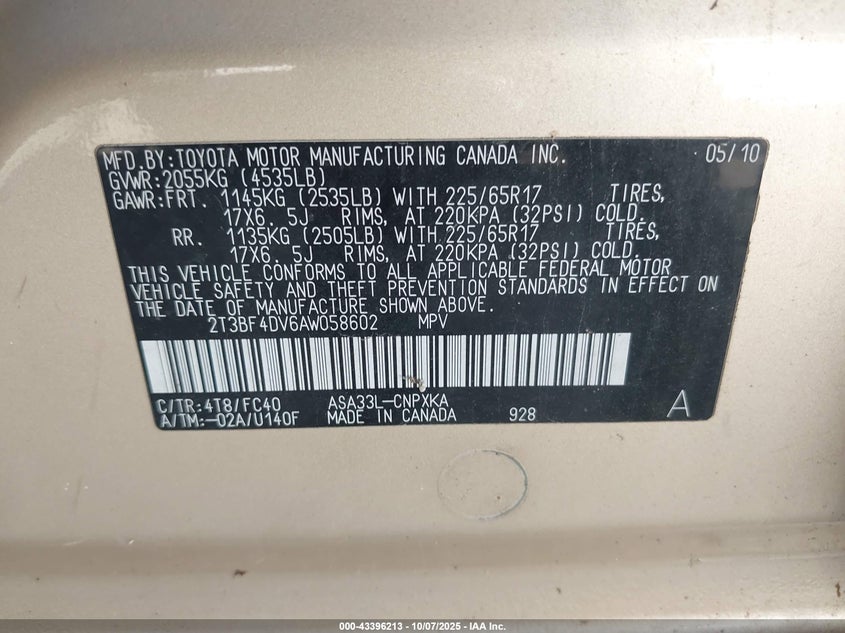 MFD.BY:TOYOTA MOTOR MANUFACTURING CANADA INC. 05/10
GVWR:2055KG (4535LB)
GAWR:FRT. 1145KG (2535LB) WITH 225/65R17 TIRES,
17X6. 5J RIMS, AT 220KPA (32PSI) COLD.
RR. 1135KG (2505LB) WITH 225/65R17 TIRES,
17X6. 5J RIMS, AT 220KPA (32PSI) COLD.
THIS VEHICLE CONFORMS TO ALL APPLICABLE FEDERAL MOTOR
VEHICLE SAFETY AND THEFT PREVENTION STANDARDS IN EFFECT ON
THE DATE OF MANUFACTURE SHOWN ABOVE.
2T3BF4DV6AW058602 MPV
C/TR:4T8/FC40 ASA33L-CNPXKA
A/TM:-02A/U140F MADE IN CANADA 928 A
000-43396213 - 10/07/2025 - IAA Inc.